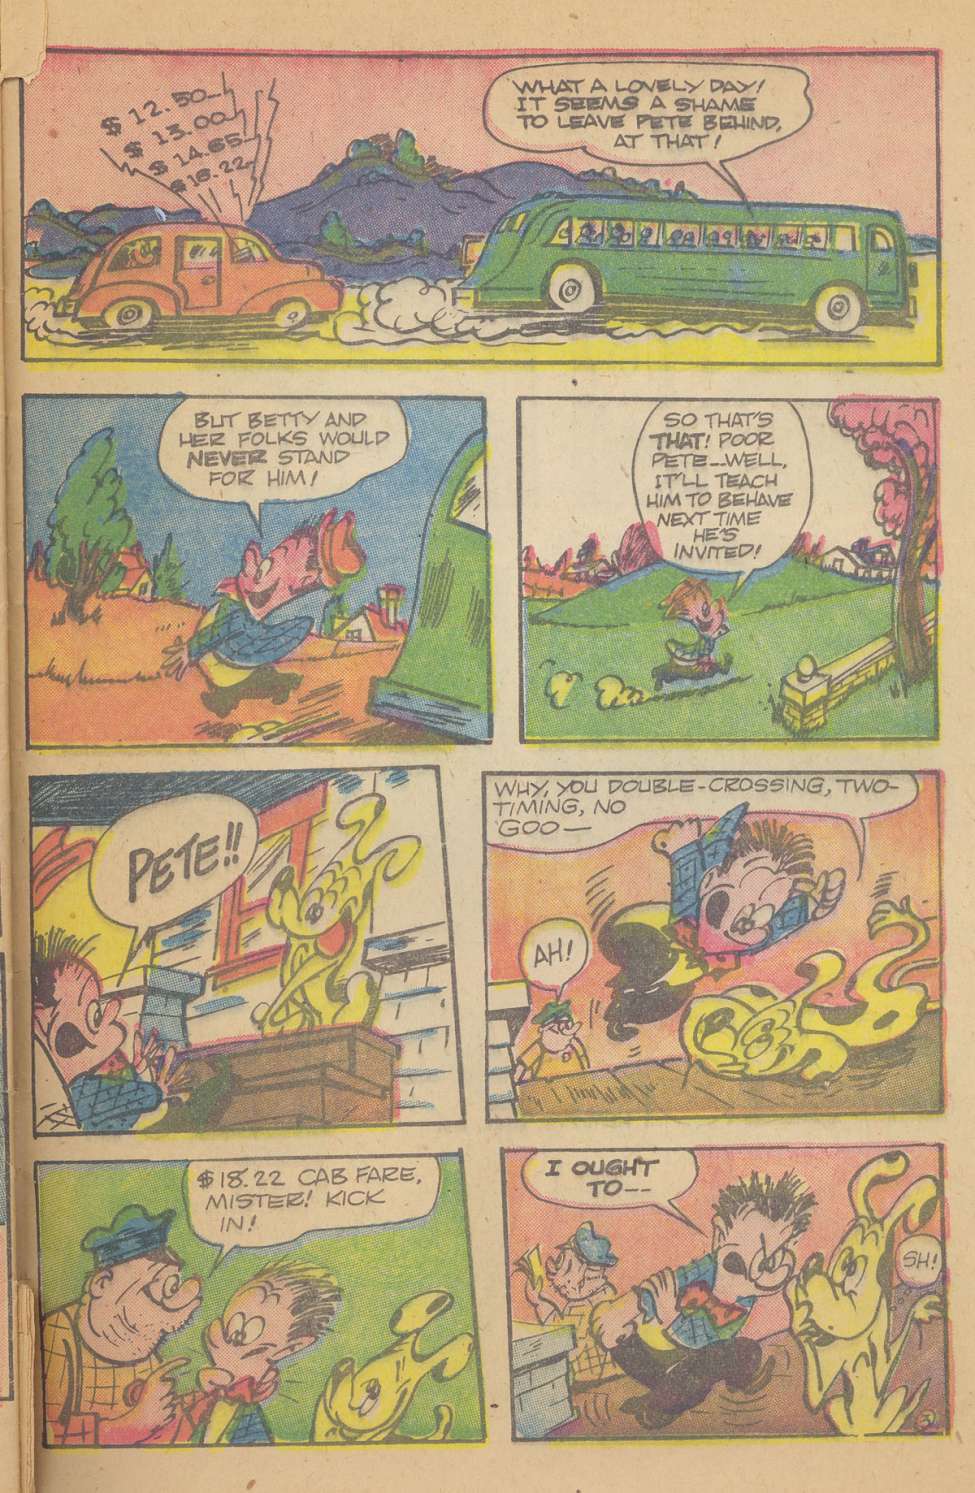 $12.50--
$13.00
$14.65--
$16.22
WHAT A LOVELY DAY!
IT SEEMS A SHAME
TO LEAVE PETE BEHIND,
AT THAT!
BUT BETTY AND
HER FOLKS WOULD
NEVER STAND
FOR HIM!
SO THAT'S
THAT! POOR
PETE--WELL,
IT'LL TEACH
HIM TO BEHAVE
NEXT TIME
HE'S
INVITED!
PETE!!
WHY, YOU DOUBLE-CROSSING, TWO-
TIMING, NO
GOO--
AH!
$18.22 CAB FARE,
MISTER! KICK
IN!
I OUGHT
TO--
SH!
3